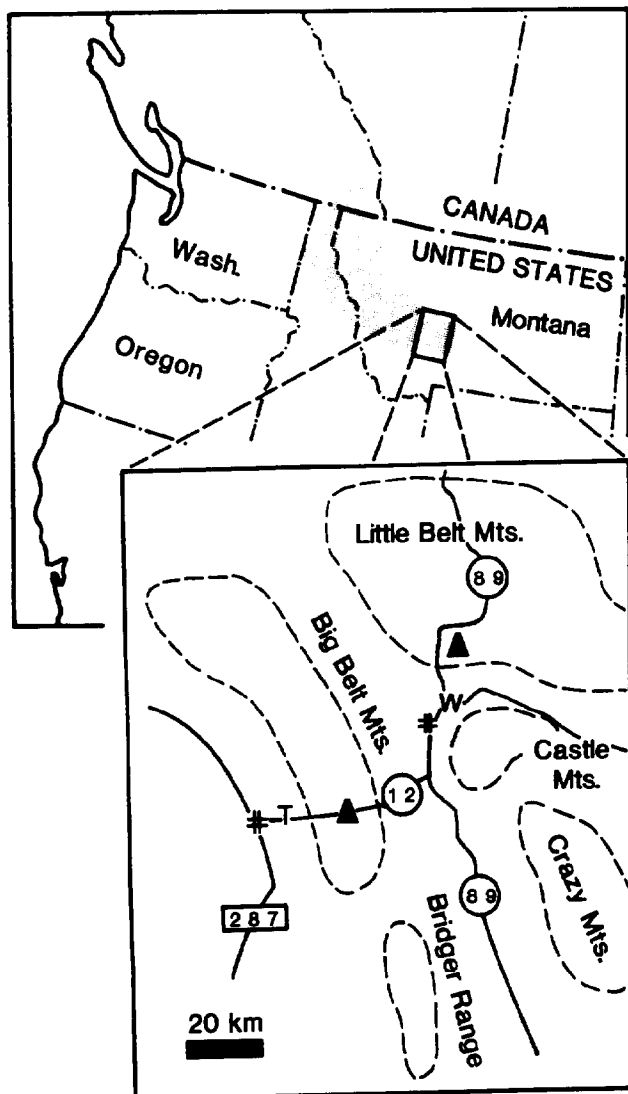 CANADA
UNITED STATES
Wash.
Montana
Oregon
Little Belt Mts.
89
Big Belt Mts.
W
Castle
Mts.
12
T
Crazy Mts.
89
287
Bridger Range
20 km